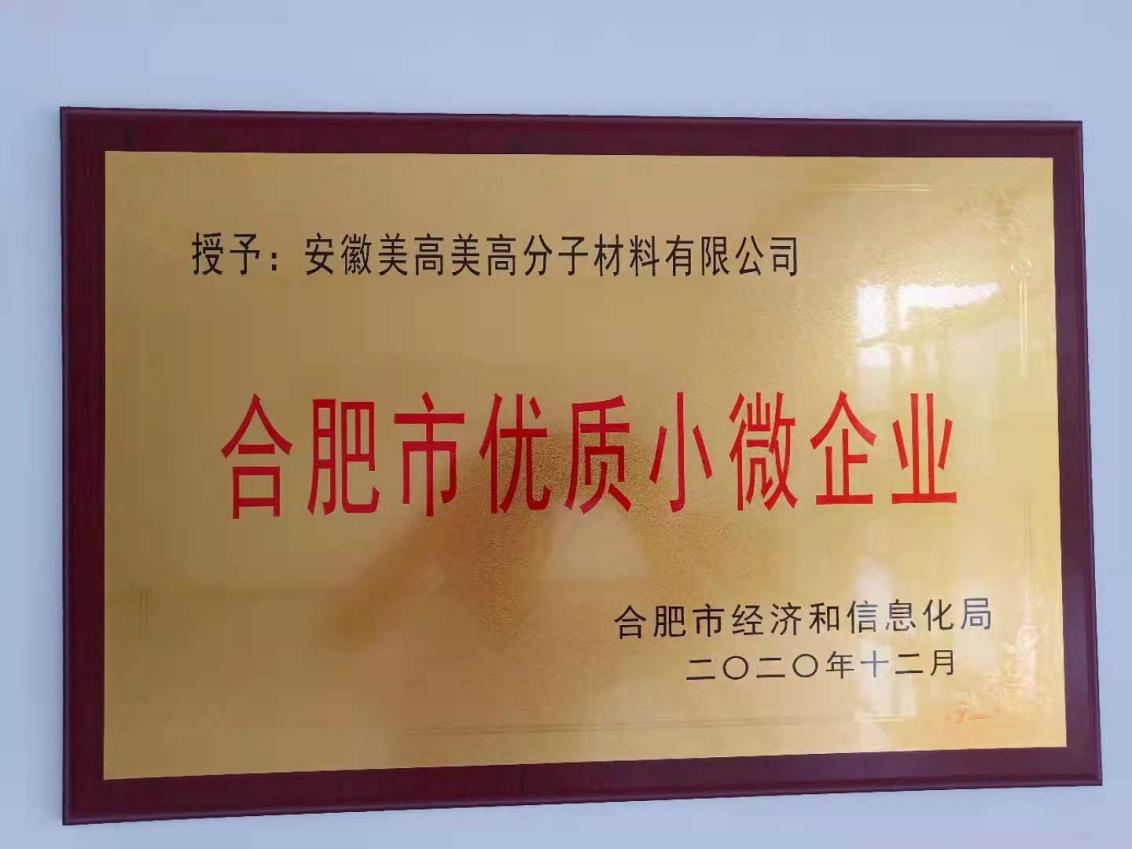 授予：安徽美高美高分子材料有限公司
合肥市优质小微企业
合肥市经济和信息化局
二〇二〇年十二月